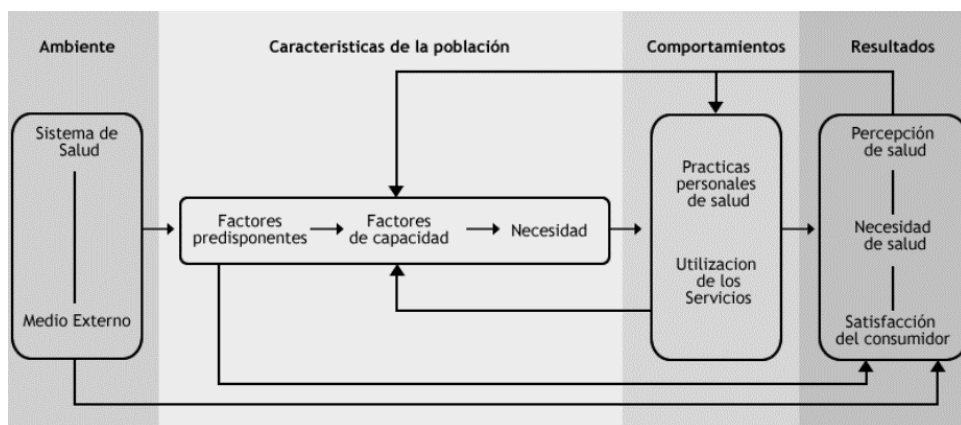 Ambiente
Caracteristicas de la población
Comportamientos
Resultados
Sistema de
Salud
Medio Externo
Factores
predisponentes
Factores
de capacidad
Necesidad
Practicas
personales
de salud
Utilizacion
de los
Servicios
Percepción
de salud
Necesidad
de salud
Satisfacción
del consumidor